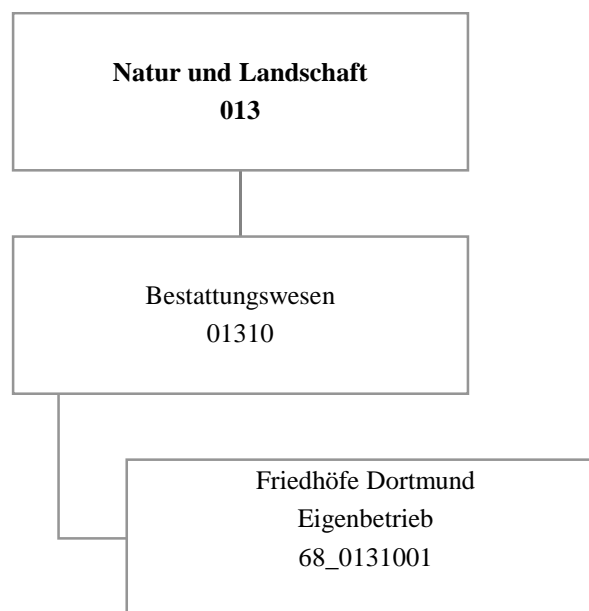 Natur und Landschaft
013
Bestattungswesen
01310
Friedhöfe Dortmund
Eigenbetrieb
68_0131001